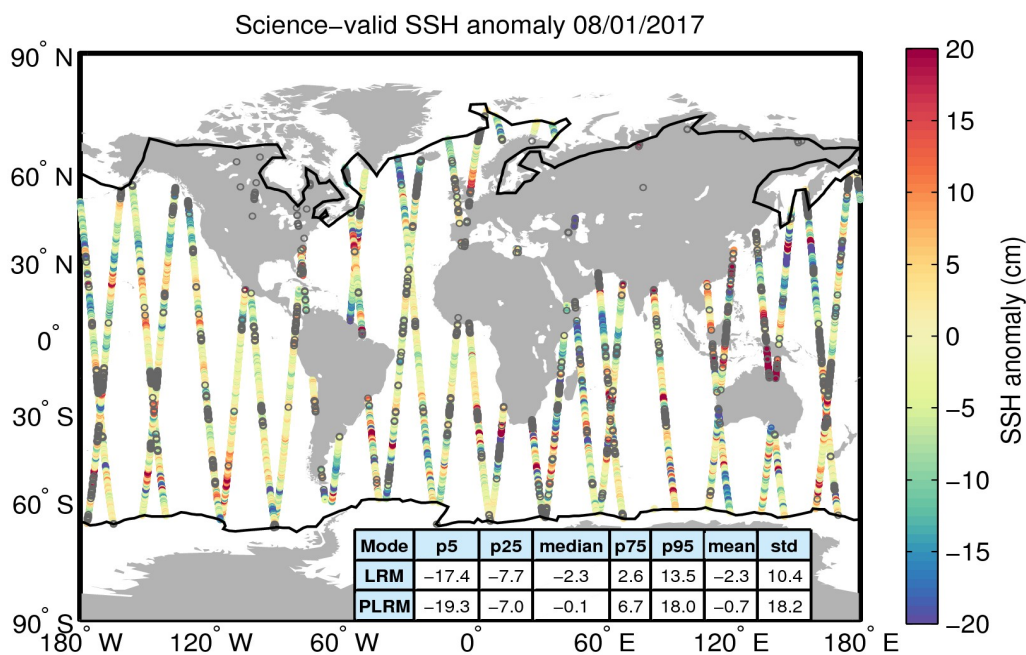 Science−valid SSH anomaly 08/01/2017
90° N
60° N
30° N
0°
30° S
60° S
90° S
180° W
120° W
60° W
0°
60° E
120° E
180° E
Mode p5 p25 median p75 p95 mean std
LRM −17.4 −7.7 −2.3 2.6 13.5 −2.3 10.4
PLRM −19.3 −7.0 −0.1 6.7 18.0 −0.7 18.2
20
15
10
5
0
−5
−10
−15
−20
SSH anomaly (cm)